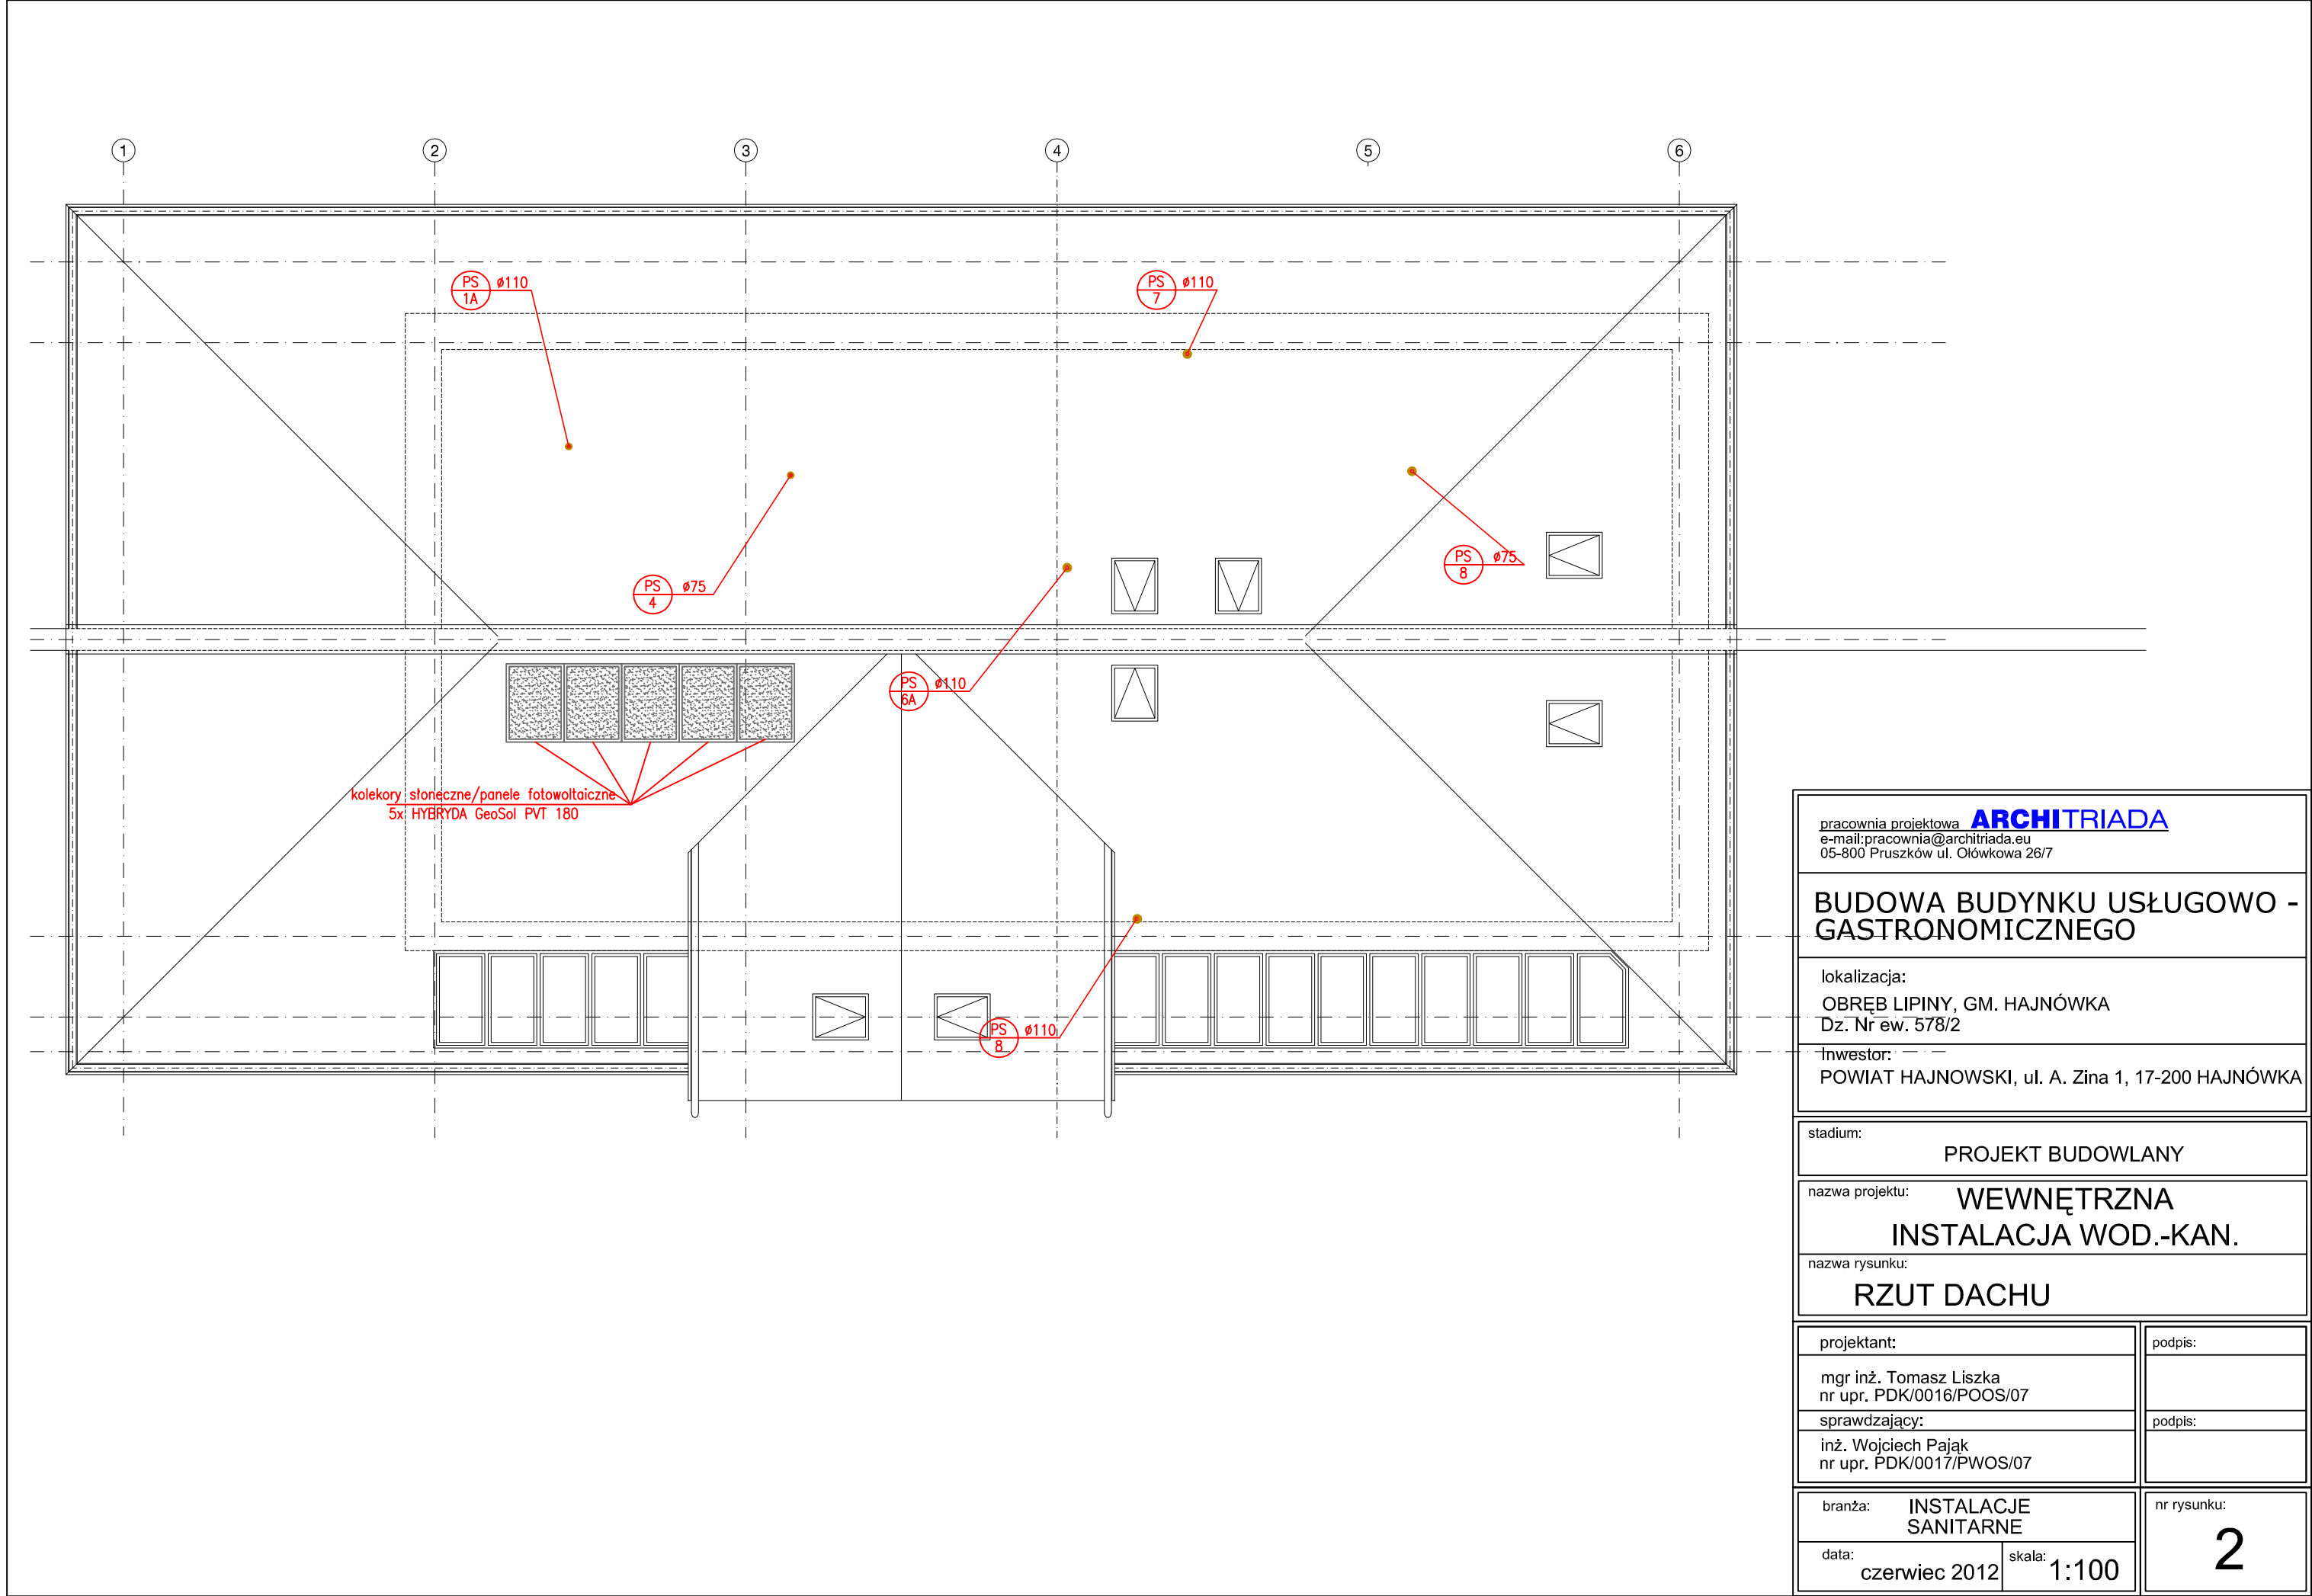 1 2 3 4 5 6
PS ø110
1A
PS ø110
7
PS ø75
4
PS ø75
8
PS ø110
6A
kolekory słoneczne/panele fotowoltaiczne
5x HYBRYDA GeoSol PVT 180
PS ø110
8
pracownia projektowa ARCHITRIADA
e-mail:pracownia@architriada.eu
05-800 Pruszków ul. Ołówkowa 26/7
BUDOWA BUDYNKU USŁUGOWO -
GASTRONOMICZNEGO
lokalizacja:
OBRĘB LIPINY, GM. HAJNÓWKA
Dz. Nr ew. 578/2
Inwestor:
POWIAT HAJNOWSKI, ul. A. Zina 1, 17-200 HAJNÓWKA
stadium:
PROJEKT BUDOWLANY
nazwa projektu: WEWNĘTRZNA
INSTALACJA WOD.-KAN.
nazwa rysunku:
RZUT DACHU
projektant: podpis:
mgr inż. Tomasz Liszka
nr upr. PDK/0016/POOS/07
sprawdzający: podpis:
inż. Wojciech Pająk
nr upr. PDK/0017/PWOS/07
branża: INSTALACJE
SANITARNE
nr rysunku:
2
data: czerwiec 2012 skala: 1:100